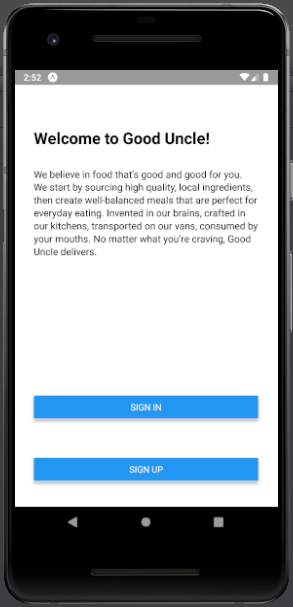 2:52
Welcome to Good Uncle!
We believe in food that's good and good for you.
We start by sourcing high quality, local ingredients,
then create well-balanced meals that are perfect for
everyday eating. Invented in our brains, crafted in
our kitchens, transported on our vans, consumed by
your mouths. No matter what you're craving, Good
Uncle delivers.
SIGN IN
SIGN UP